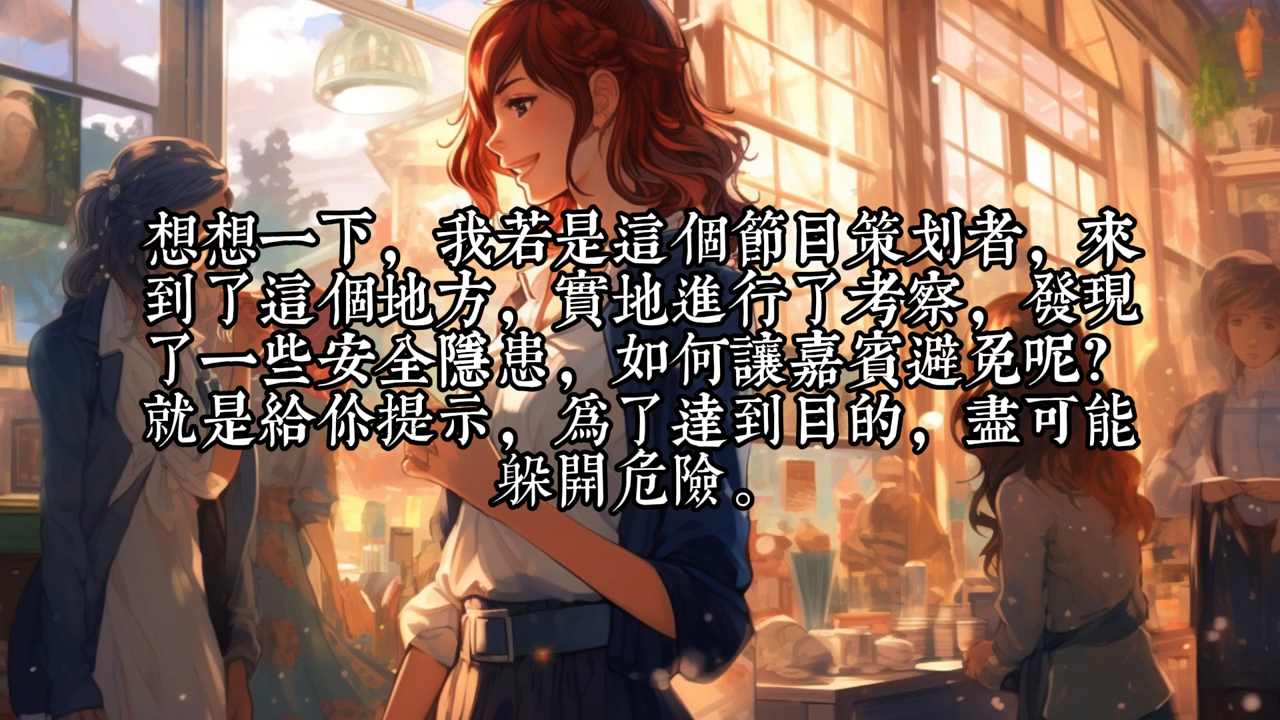 想想一下，我若是這個節目策划者，來
到了這個地方，實地進行了考察，發現
了一些安全隱患，如何讓嘉賓避免呢？
就是給你提示，爲了達到目的，盡可能
躲開危險。